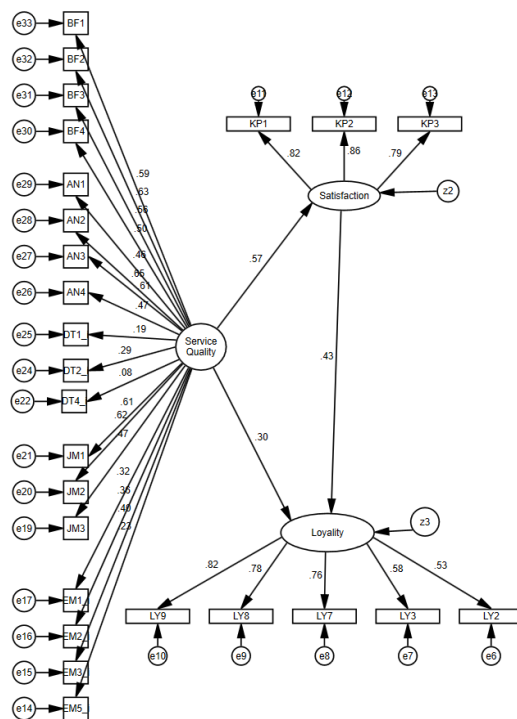 e33 BF1
e32 BF2
e31 BF3
e30 BF4
e29 AN1
e28 AN2
e27 AN3
e26 AN4
e25 DT1_
e24 DT2_
e22 DT4_
e21 JM1
e20 JM2
e19 JM3
e17 EM1_
e16 EM2_
e15 EM3_
e14 EM5_
.59
.63
.55
.50
.46
.65
.61
.47
.19
.29
.08
.61
.62
.47
.32
.36
.40
.23
Service
Quality
.57
.30
e11 e12 e13
KP1 KP2 KP3
.82 .86 .79
Satisfaction
z2
.43
Loyality
z3
.82 .78 .76 .58 .53
LY9 LY8 LY7 LY3 LY2
e10 e9 e8 e7 e6